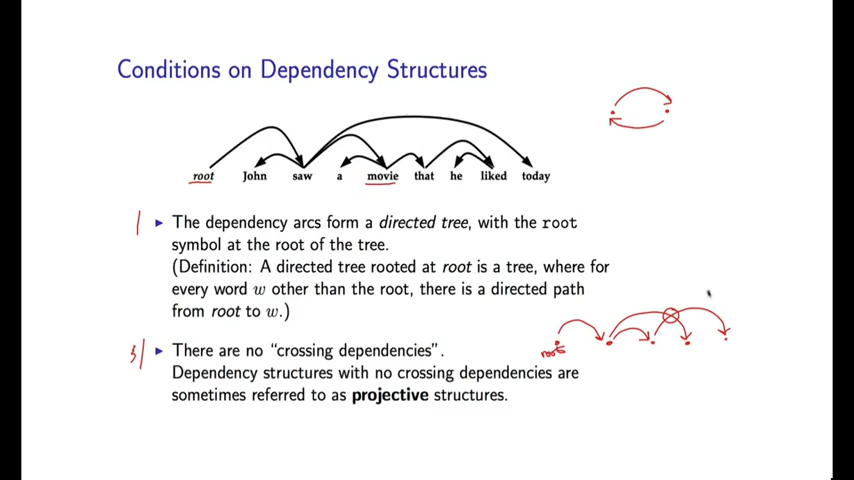 Conditions on Dependency Structures
root John saw a movie that he liked today
1 ▶ The dependency arcs form a directed tree, with the root
symbol at the root of the tree.
(Definition: A directed tree rooted at root is a tree, where for
every word w other than the root, there is a directed path
from root to w.)
root
▶ There are no “crossing dependencies”.
Dependency structures with no crossing dependencies are
sometimes referred to as projective structures.